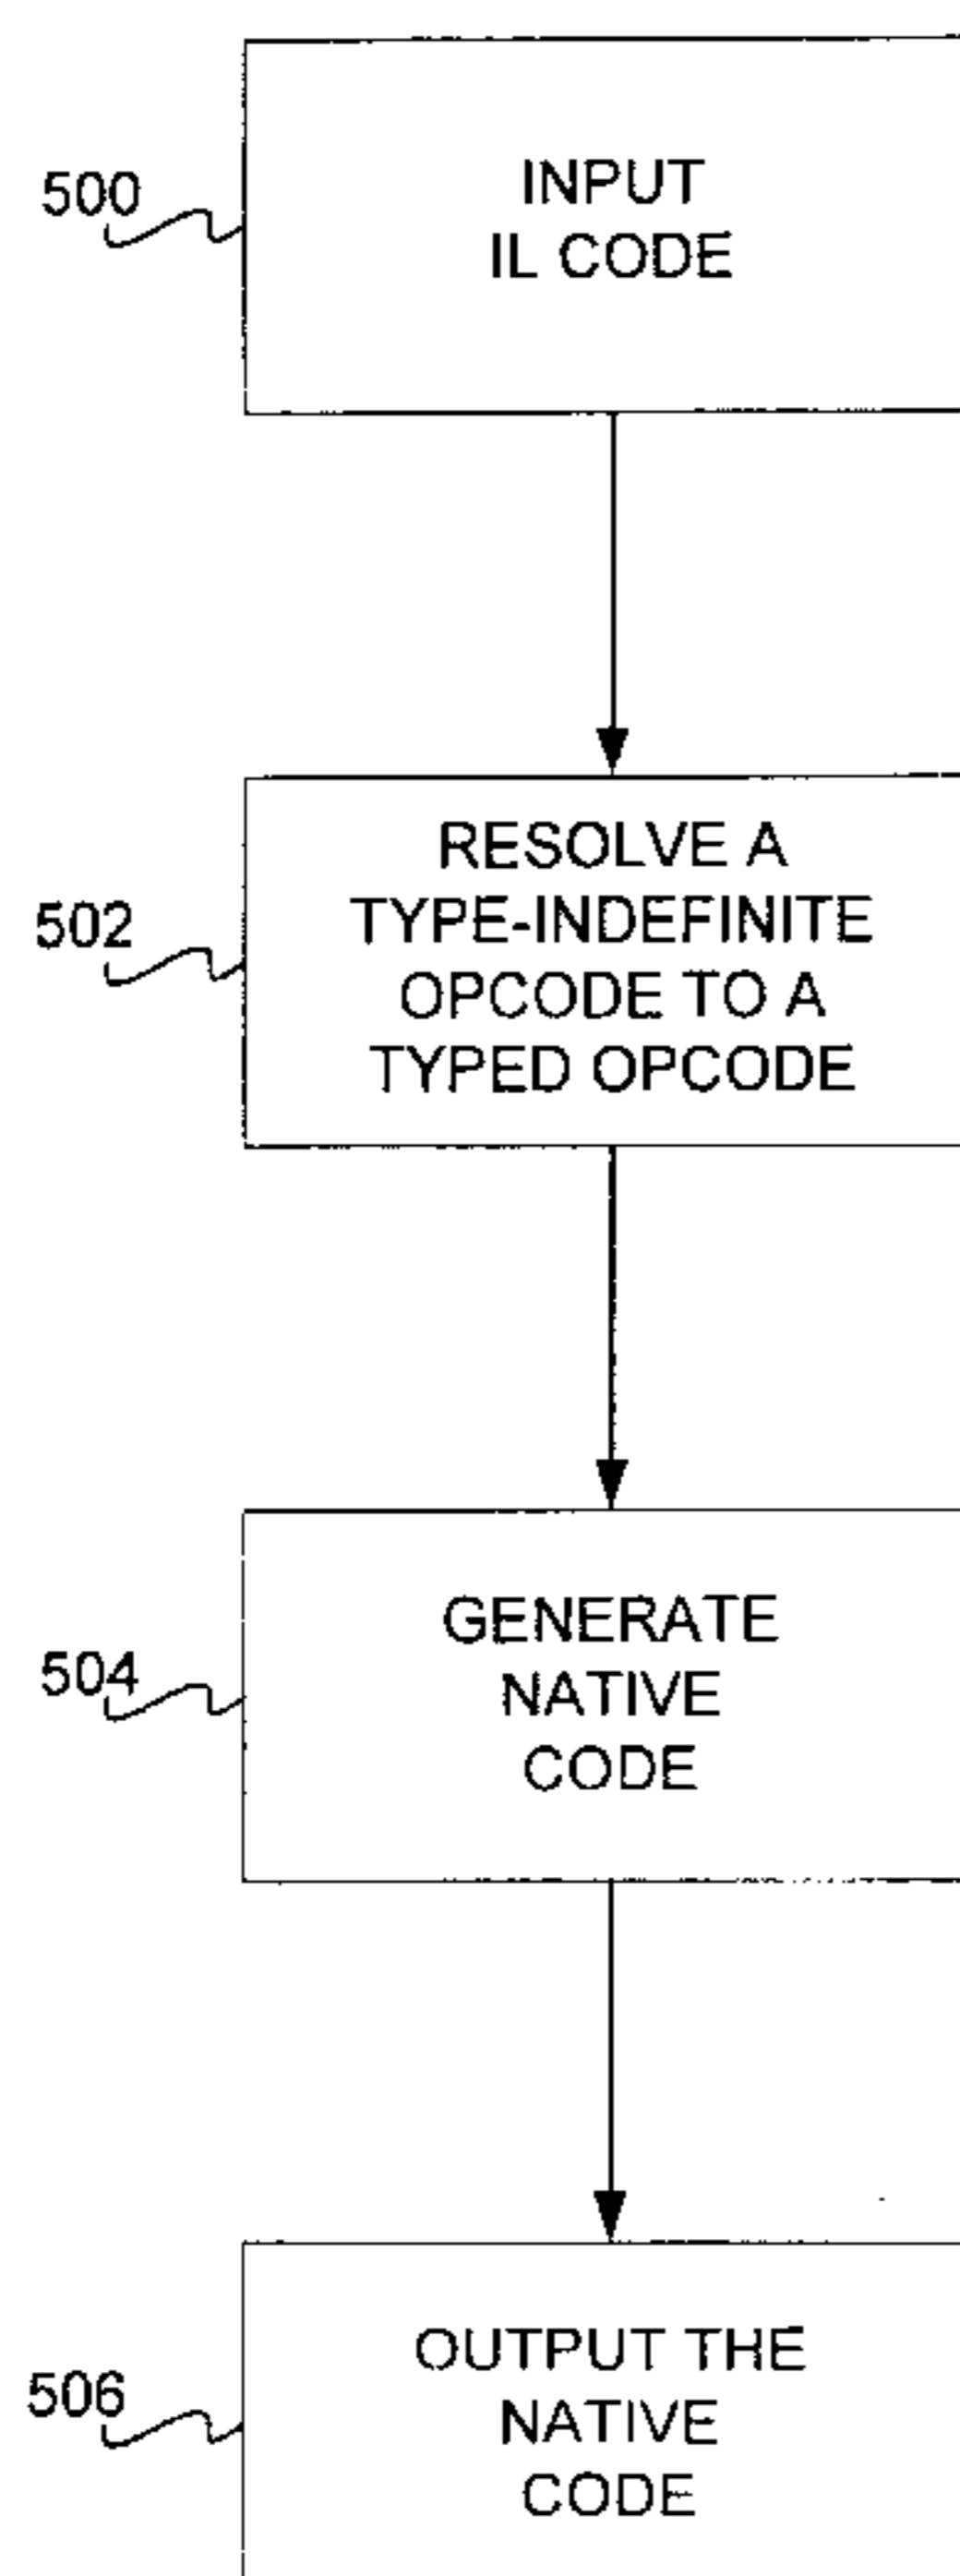 500
INPUT
IL CODE
502
RESOLVE A
TYPE-INDEFINITE
OPCODE TO A
TYPED OPCODE
504
GENERATE
NATIVE
CODE
506
OUTPUT THE
NATIVE
CODE